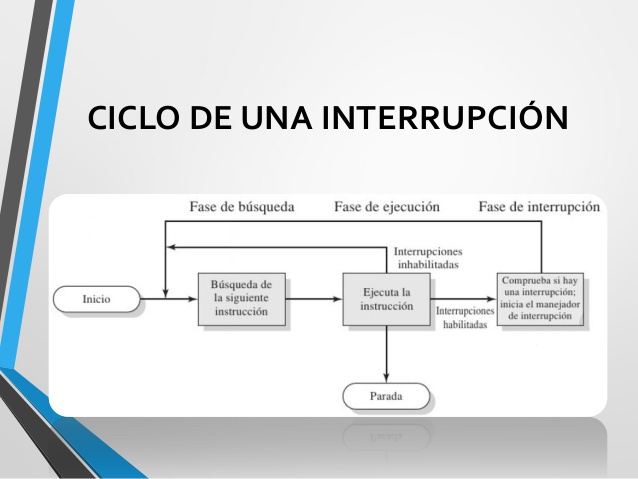 CICLO DE UNA INTERRUPCIÓN
Fase de búsqueda
Fase de ejecución
Fase de interrupción
Interrupciones
inhabilitadas
Inicio
Búsqueda de
la siguiente
instrucción
Ejecuta la
instrucción
Interrupciones
habilitadas
Comprueba si hay
una interrupción;
inicia el manejador
de interrupción
Parada